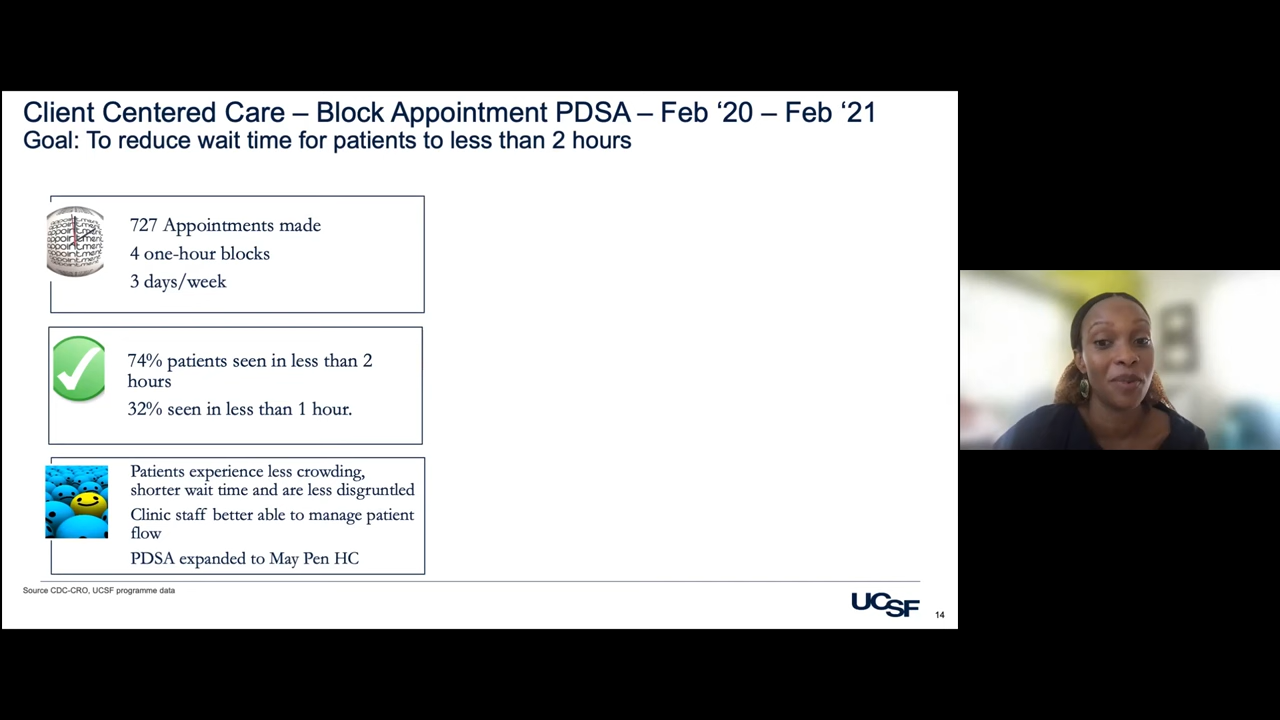 Client Centered Care – Block Appointment PDSA – Feb ‘20 – Feb ‘21
Goal: To reduce wait time for patients to less than 2 hours
727 Appointments made
4 one-hour blocks
3 days/week
74% patients seen in less than 2
hours
32% seen in less than 1 hour.
Patients experience less crowding,
shorter wait time and are less disgruntled
Clinic staff better able to manage patient
flow
PDSA expanded to May Pen HC
Source CDC-CRO, UCSF programme data
UCSF
14